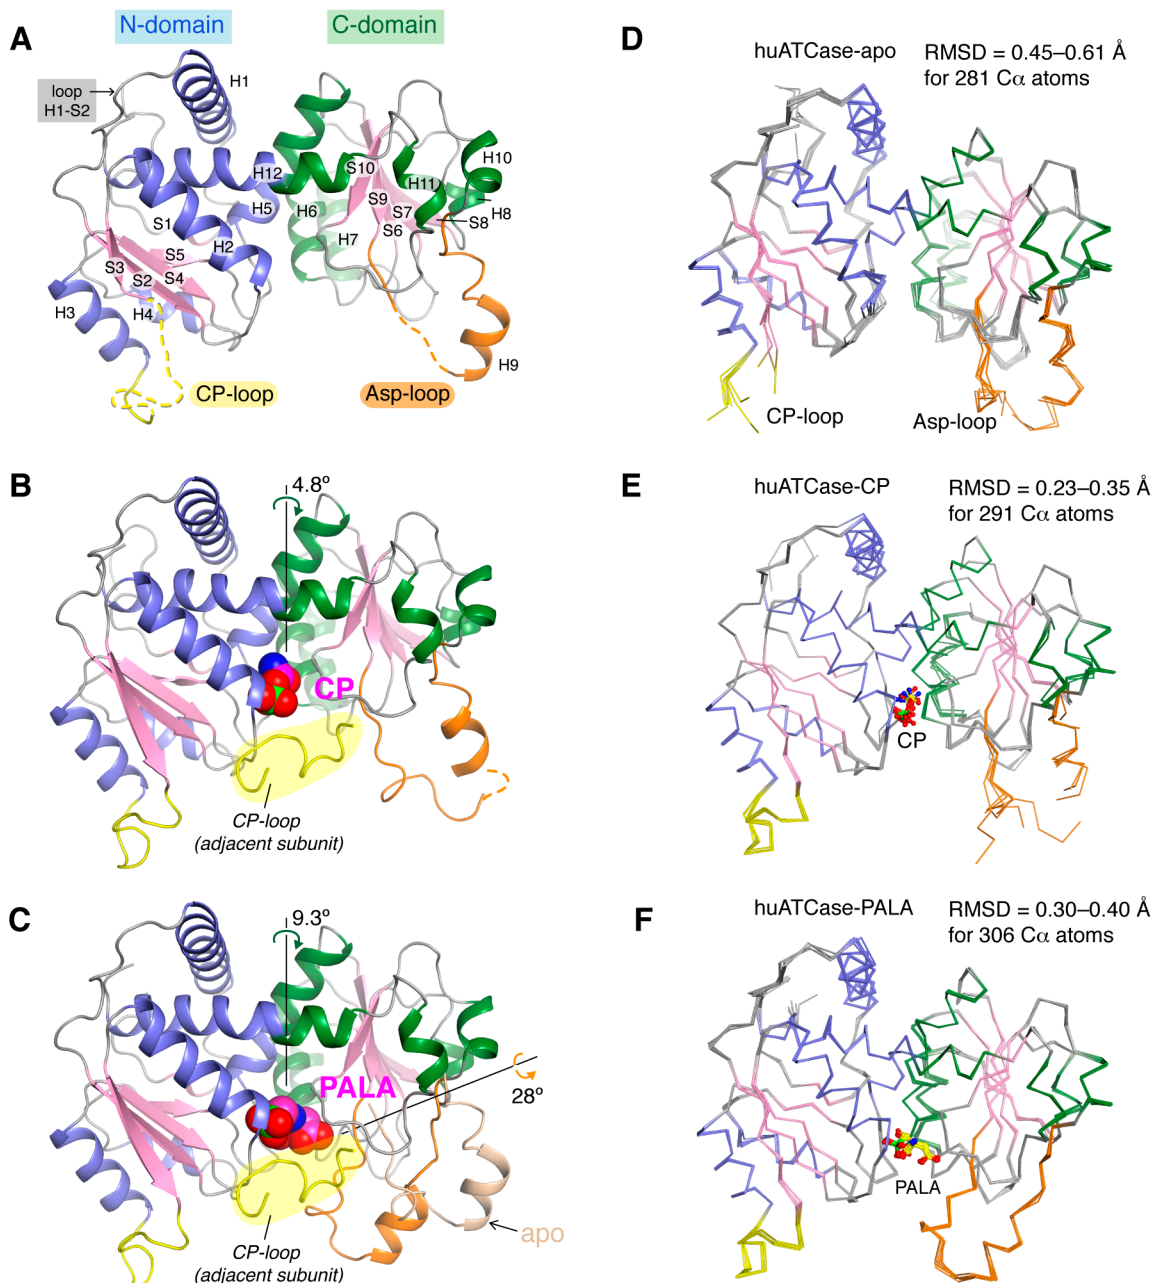 A
N-domain
C-domain
loop
H1-S2
H1
H12
S10
H11
H10
H5
H6
S9
S7
H8
S1
S8
S6
H2
H7
S5
S3
S4
S2
H3
H4
H9
CP-loop
Asp-loop
B
4.8º
CP
CP-loop
(adjacent subunit)
C
9.3º
PALA
28º
CP-loop
(adjacent subunit)
apo
D
huATCase-apo
RMSD = 0.45–0.61 Å
for 281 Cα atoms
CP-loop
Asp-loop
E
huATCase-CP
RMSD = 0.23–0.35 Å
for 291 Cα atoms
CP
F
huATCase-PALA
RMSD = 0.30–0.40 Å
for 306 Cα atoms
PALA